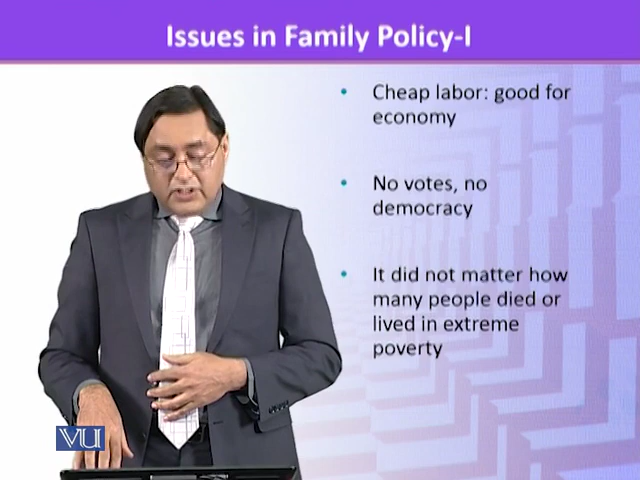 Issues in Family Policy-I
• Cheap labor: good for
economy
• No votes, no
democracy
• It did not matter how
many people died or
lived in extreme
poverty
VU